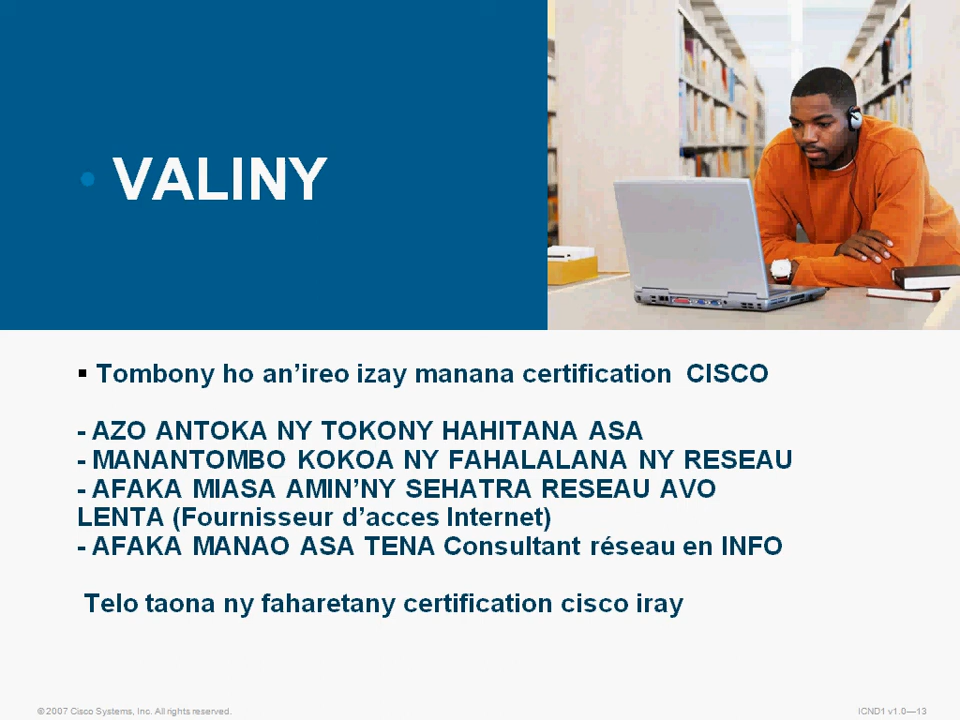 • VALINY
▪ Tombony ho an’ireo izay manana certification CISCO
- AZO ANTOKA NY TOKONY HAHITANA ASA
- MANANTOMBO KOKOA NY FAHALALANA NY RESEAU
- AFAKA MIASA AMIN’NY SEHATRA RESEAU AVO
LENTA (Fournisseur d’acces Internet)
- AFAKA MANAO ASA TENA Consultant réseau en INFO
Telo taona ny faharetany certification cisco iray
© 2007 Cisco Systems, Inc. All rights reserved.
ICND1 v1.0—13